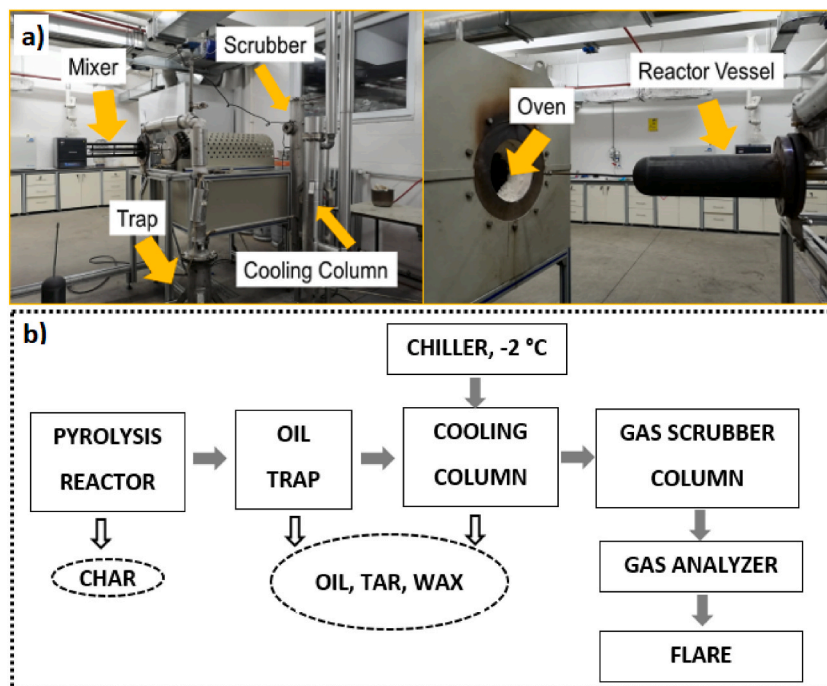 a)
Mixer
Scrubber
Trap
Cooling Column
Oven
Reactor Vessel
b)
CHILLER, -2 °C
PYROLYSIS
REACTOR
OIL
TRAP
COOLING
COLUMN
GAS SCRUBBER
COLUMN
CHAR
OIL, TAR, WAX
GAS ANALYZER
FLARE